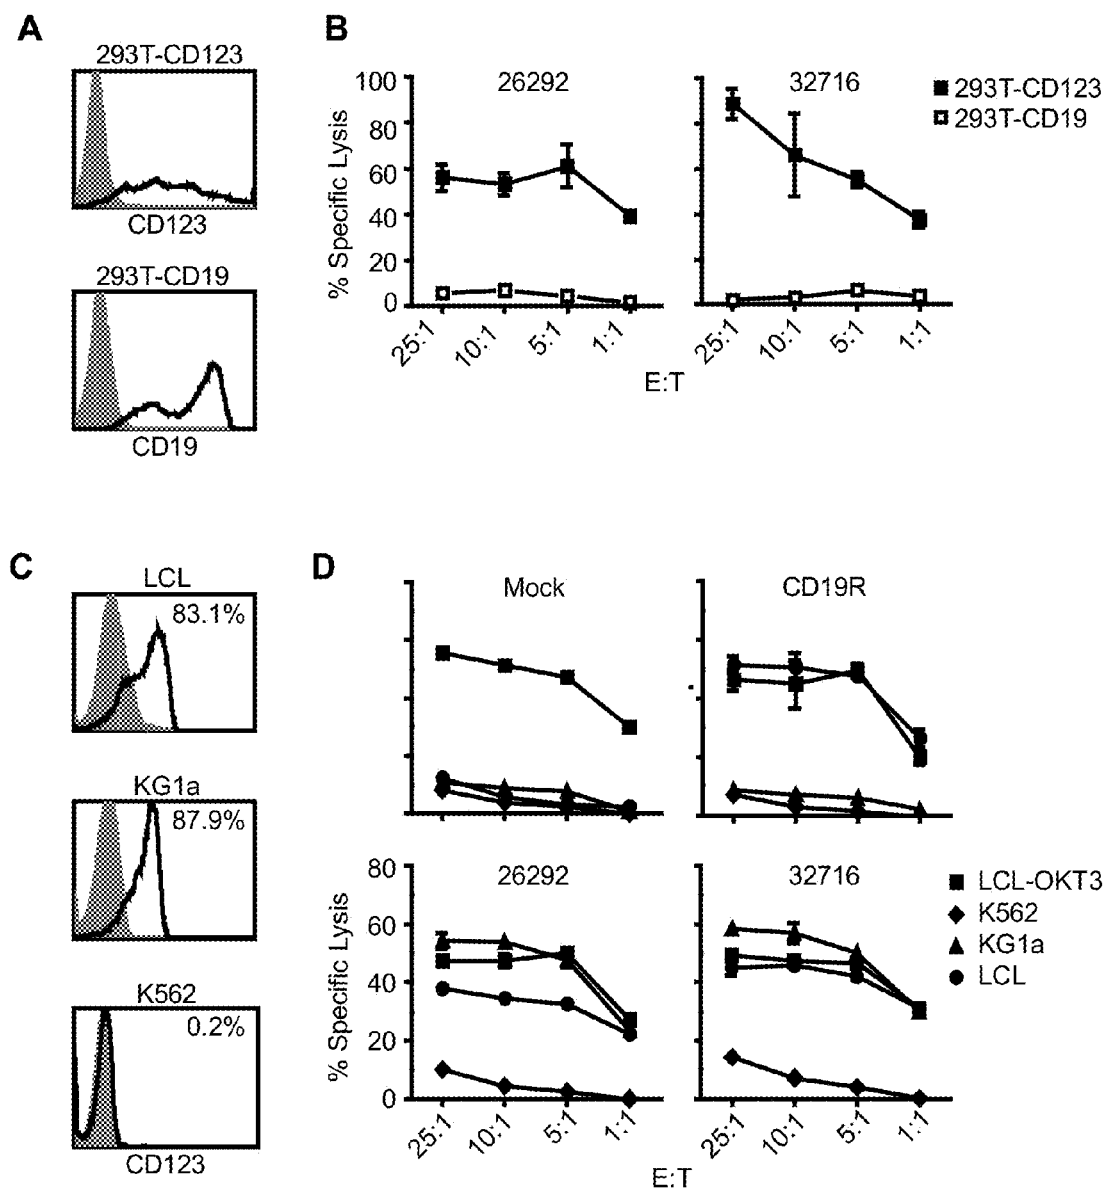 A
293T-CD123
CD123
293T-CD19
CD19
B
26292
32716
293T-CD123
293T-CD19
% Specific Lysis
100
80
60
40
20
0
25:1
10:1
5:1
1:1
25:1
10:1
5:1
1:1
E:T
C
LCL
83.1%
KG1a
87.9%
K562
0.2%
CD123
D
Mock
CD19R
26292
32716
LCL-OKT3
K562
KG1a
LCL
% Specific Lysis
80
60
40
20
0
25:1
10:1
5:1
1:1
25:1
10:1
5:1
1:1
E:T